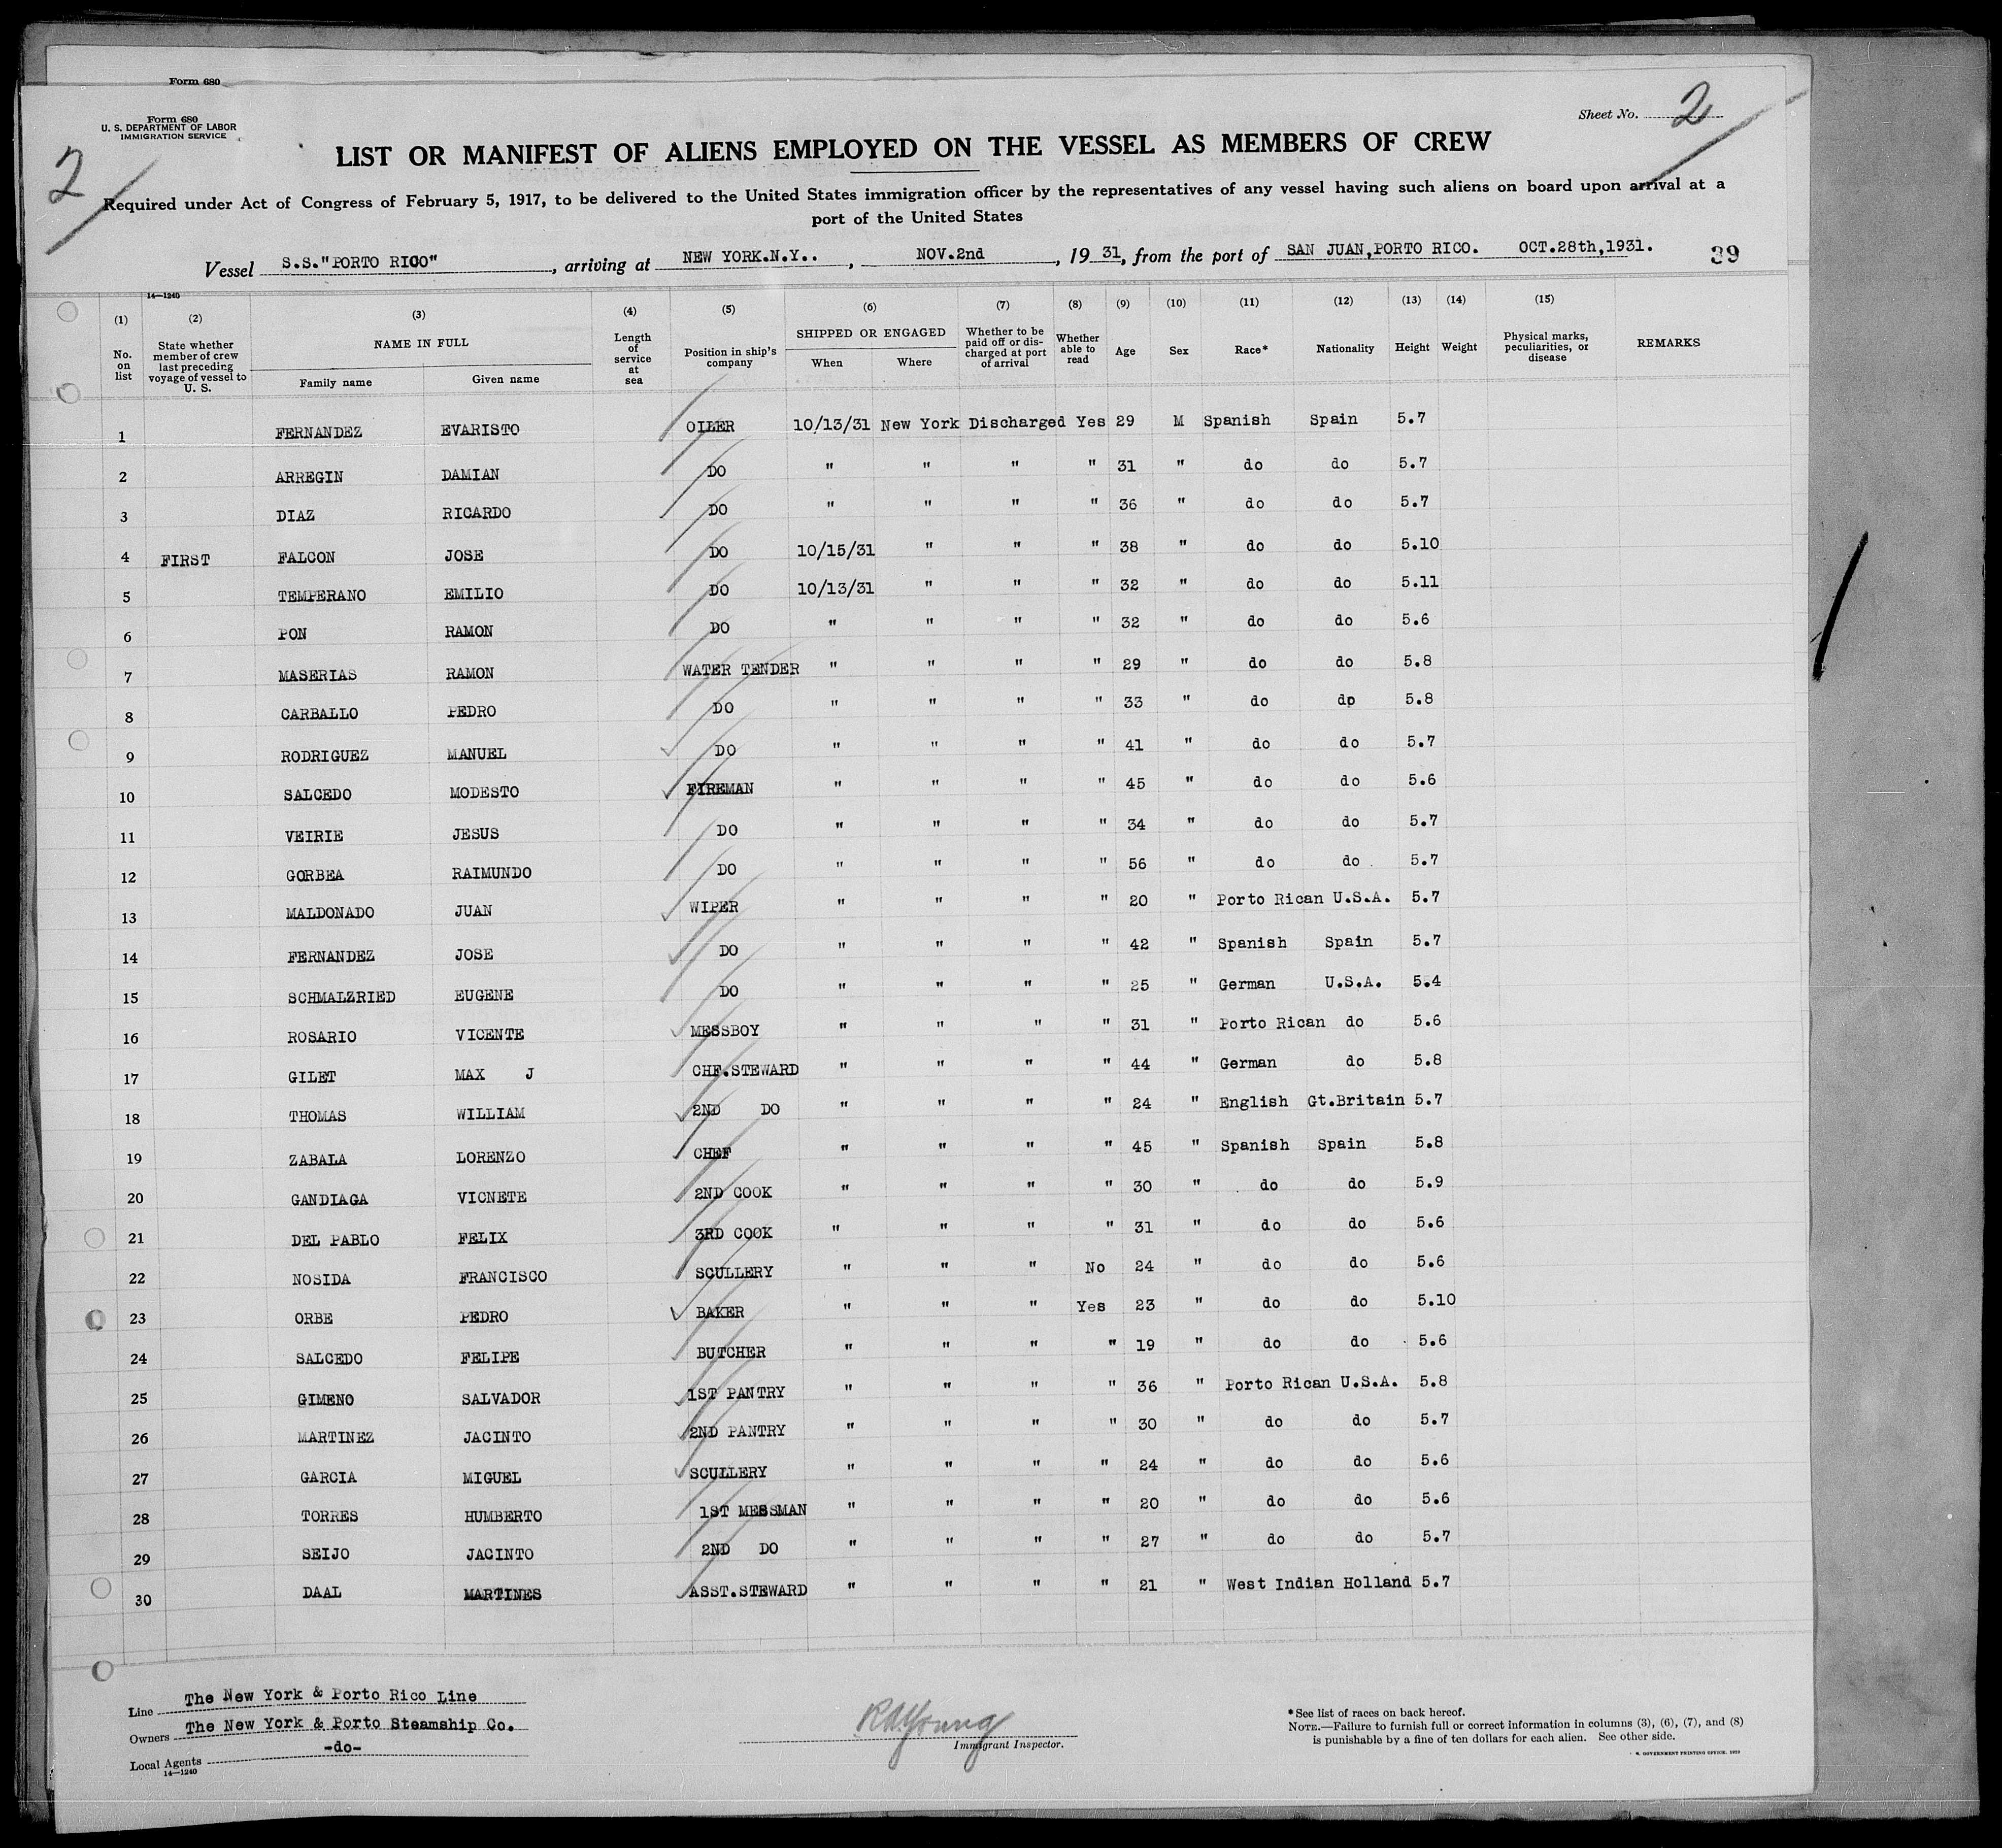 Form 680
Form 680
U. S. DEPARTMENT OF LABOR
IMMIGRATION SERVICE
Sheet No. 2
2
LIST OR MANIFEST OF ALIENS EMPLOYED ON THE VESSEL AS MEMBERS OF CREW
Required under Act of Congress of February 5, 1917, to be delivered to the United States immigration officer by the representatives of any vessel having such aliens on board upon arrival at a
port of the United States
Vessel S.S."PORTO RICO", arriving at NEW YORK.N.Y.., NOV.2nd, 19 31, from the port of SAN JUAN,PORTO RICO. OCT.28th,1931. 39
14—1240
(1) (2) (3) (4) (5) (6) (7) (8) (9) (10) (11) (12) (13) (14) (15)
No. on list State whether member of crew last preceding voyage of vessel to U. S. NAME IN FULL Family name Given name Length of service at sea Position in ship's company SHIPPED OR ENGAGED When Where Whether to be paid off or discharged at port of arrival Whether able to read Age Sex Race* Nationality Height Weight Physical marks, peculiarities, or disease REMARKS
1 FERNANDEZ EVARISTO OILER 10/13/31 New York Discharged Yes 29 M Spanish Spain 5.7
2 ARREGIN DAMIAN DO " " " " 31 " do do 5.7
3 DIAZ RICARDO DO " " " " 36 " do do 5.7
4 FIRST FALCON JOSE DO 10/15/31 " " " 38 " do do 5.10
5 TEMPERANO EMILIO DO 10/13/31 " " " 32 " do do 5.11
6 PON RAMON DO " " " " 32 " do do 5.6
7 MASERIAS RAMON WATER TENDER " " " " 29 " do do 5.8
8 CARBALLO PEDRO DO " " " " 33 " do do 5.8
9 RODRIGUEZ MANUEL DO " " " " 41 " do do 5.7
10 SALCEDO MODESTO FIREMAN " " " " 45 " do do 5.6
11 VEIRIE JESUS DO " " " " 34 " do do 5.7
12 GORBEA RAIMUNDO DO " " " " 56 " do do 5.7
13 MALDONADO JUAN WIPER " " " " 20 " Porto Rican U.S.A. 5.7
14 FERNANDEZ JOSE DO " " " " 42 " Spanish Spain 5.7
15 SCHMALZRIED EUGENE DO " " " " 25 " German U.S.A. 5.4
16 ROSARIO VICENTE MESSBOY " " " " 31 " Porto Rican do 5.6
17 GILET MAX J CHF.STEWARD " " " " 44 " German do 5.8
18 THOMAS WILLIAM 2ND DO " " " " 24 " English Gt.Britain 5.7
19 ZABALA LORENZO CHEF " " " " 45 " Spanish Spain 5.8
20 GANDIAGA VICNETE 2ND COOK " " " " 30 " do do 5.9
21 DEL PABLO FELIX 3RD COOK " " " " 31 " do do 5.6
22 NOSIDA FRANCISCO SCULLERY " " " No 24 " do do 5.6
23 ORBE PEDRO BAKER " " " Yes 23 " do do 5.10
24 SALCEDO FELIPE BUTCHER " " " " 19 " do do 5.6
25 GIMENO SALVADOR 1ST PANTRY " " " " 36 " Porto Rican U.S.A. 5.8
26 MARTINEZ JACINTO 2ND PANTRY " " " " 30 " do do 5.7
27 GARCIA MIGUEL SCULLERY " " " " 24 " do do 5.6
28 TORRES HUMBERTO 1ST MESSMAN " " " " 20 " do do 5.6
29 SEIJO JACINTO 2ND DO " " " " 27 " do do 5.7
30 DAAL MARTINES ASST.STEWARD " " " " 21 " West Indian Holland 5.7
Line The New York & Porto Rico Line
Owners The New York & Porto Steamship Co.
Local Agents -do-
14—1240
RAYoung
Immigrant Inspector.
*See list of races on back hereof.
NOTE.—Failure to furnish full or correct information in columns (3), (6), (7), and (8)
is punishable by a fine of ten dollars for each alien. See other side.
GOVERNMENT PRINTING OFFICE